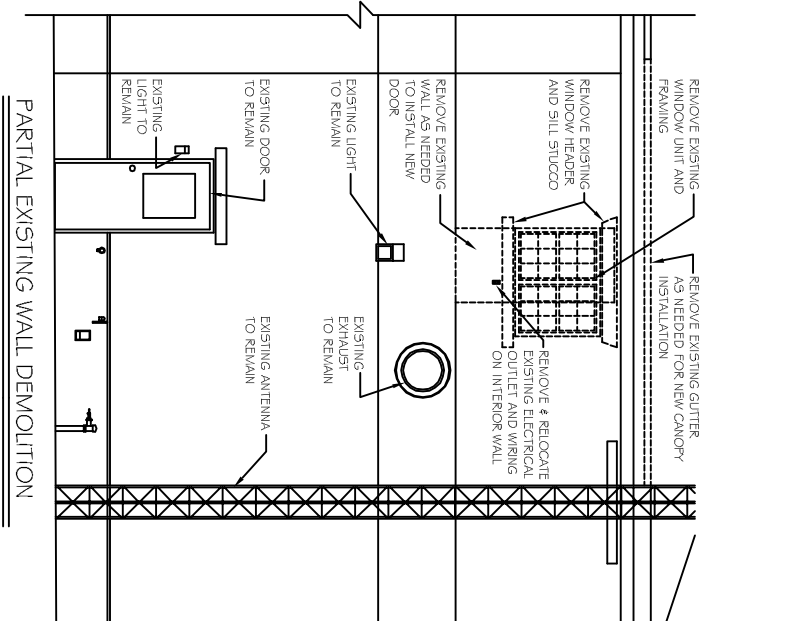 REMOVE EXISTING
WINDOW UNIT AND
FRAMING
REMOVE EXISTING GUTTER
AS NEEDED FOR NEW CANOPY
INSTALLATION
REMOVE EXISTING
WINDOW HEADER
AND SILL STUCCO
REMOVE & RELOCATE
EXISTING ELECTRICAL
OUTLET AND WIRING
ON INTERIOR WALL
REMOVE EXISTING
WALL AS NEEDED
TO INSTALL NEW
DOOR
EXISTING LIGHT
TO REMAIN
EXISTING
EXHAUST
TO REMAIN
EXISTING DOOR
TO REMAIN
EXISTING ANTENNA
TO REMAIN
EXISTING
LIGHT TO
REMAIN
PARTIAL EXISTING WALL DEMOLITION